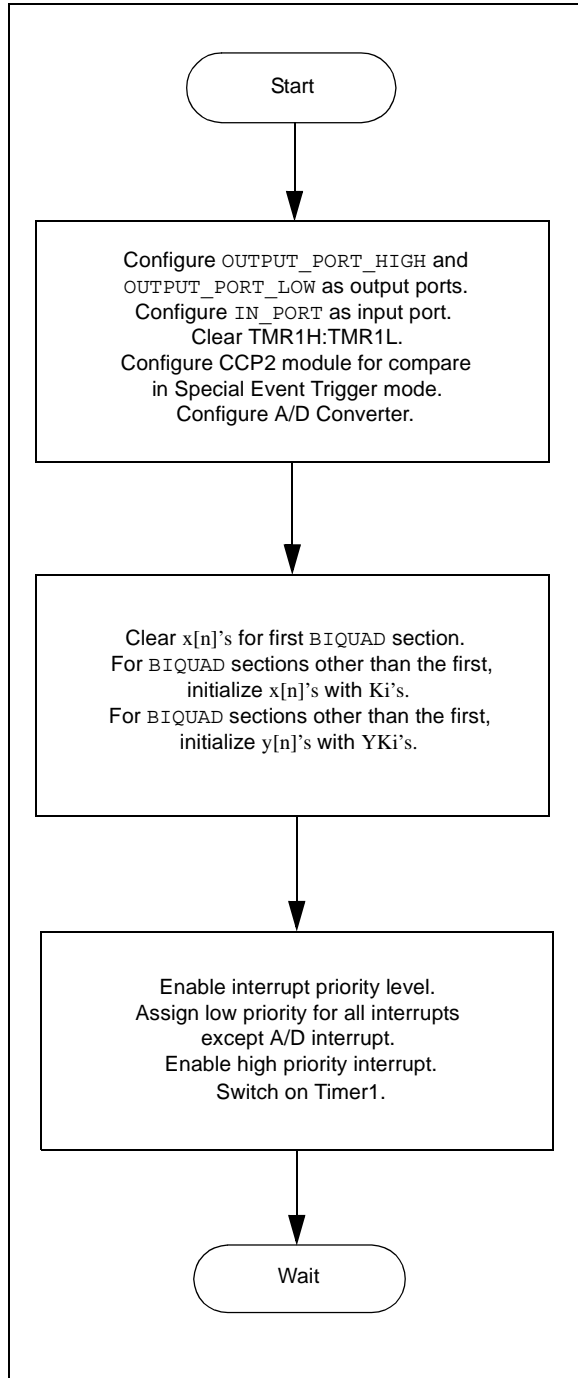 Start
Configure OUTPUT_PORT_HIGH and
OUTPUT_PORT_LOW as output ports.
Configure IN_PORT as input port.
Clear TMR1H:TMR1L.
Configure CCP2 module for compare
in Special Event Trigger mode.
Configure A/D Converter.
Clear x[n]'s for first BIQUAD section.
For BIQUAD sections other than the first,
initialize x[n]'s with Ki's.
For BIQUAD sections other than the first,
initialize y[n]'s with YKi's.
Enable interrupt priority level.
Assign low priority for all interrupts
except A/D interrupt.
Enable high priority interrupt.
Switch on Timer1.
Wait